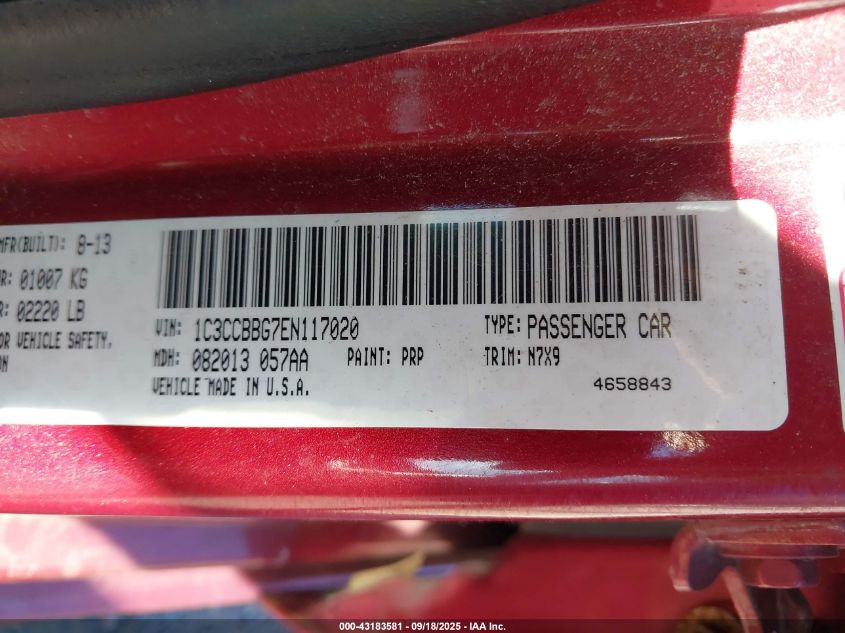 MFR(BUILT): 8-13
R: 01007 KG
R: 02220 LB
OR VEHICLE SAFETY,
ON
VIN: 1C3CCBBG7EN117020
TYPE: PASSENGER CAR
MDH: 082013 057AA
PAINT: PRP
TRIM: N7X9
VEHICLE MADE IN U.S.A.
4658843
000-43183581 - 09/18/2025 - IAA Inc.